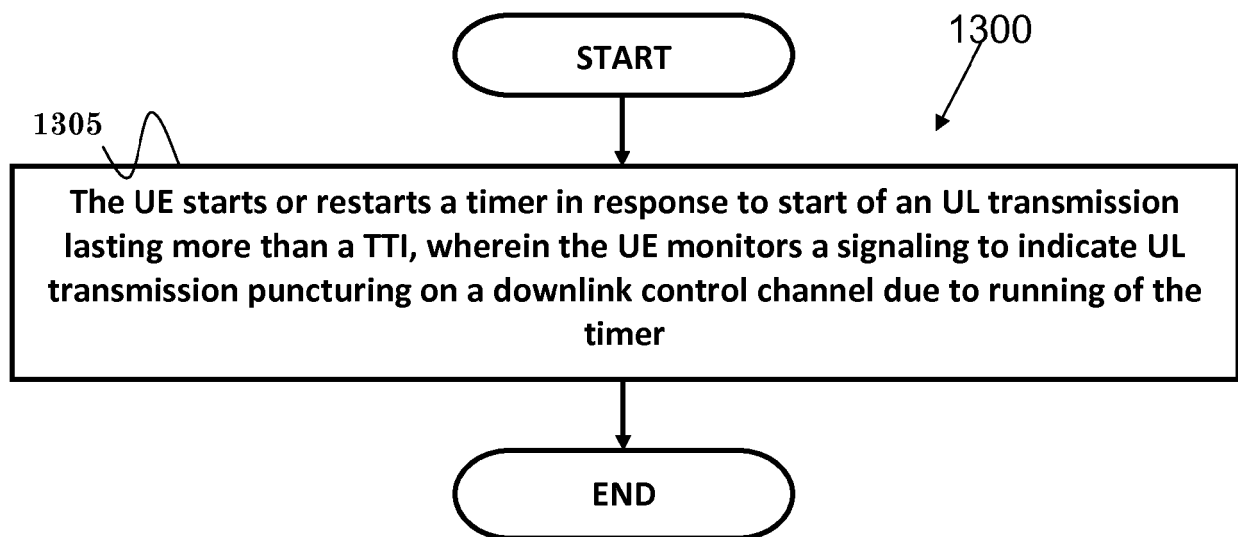 START
1300
1305
The UE starts or restarts a timer in response to start of an UL transmission
lasting more than a TTI, wherein the UE monitors a signaling to indicate UL
transmission puncturing on a downlink control channel due to running of the
timer
END